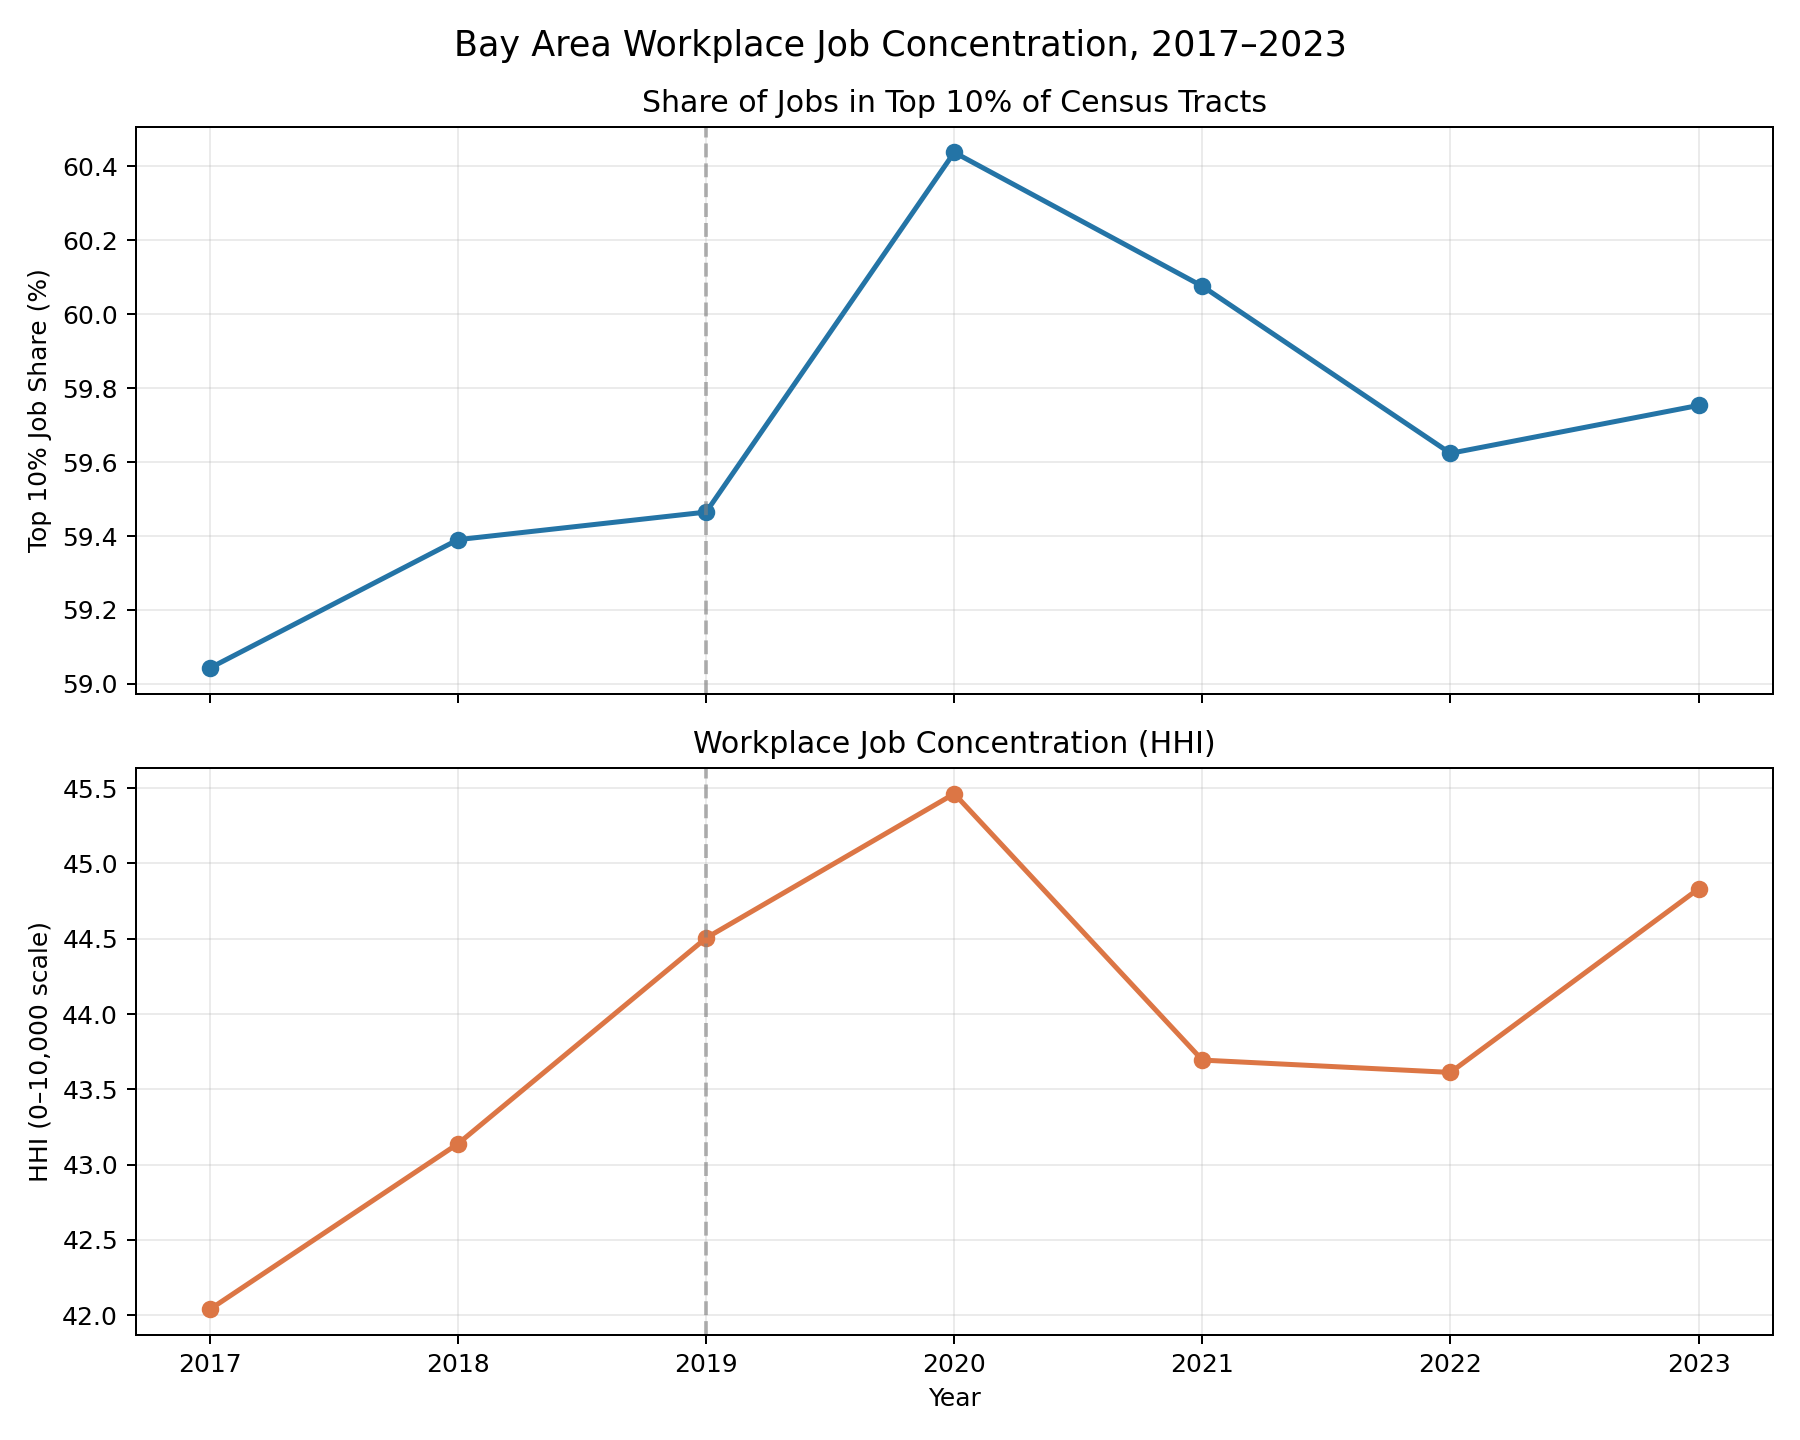 Bay Area Workplace Job Concentration, 2017–2023
Share of Jobs in Top 10% of Census Tracts
Top 10% Job Share (%)
60.4
60.2
60.0
59.8
59.6
59.4
59.2
59.0
Workplace Job Concentration (HHI)
HHI (0–10,000 scale)
45.5
45.0
44.5
44.0
43.5
43.0
42.5
42.0
2017 2018 2019 2020 2021 2022 2023
Year